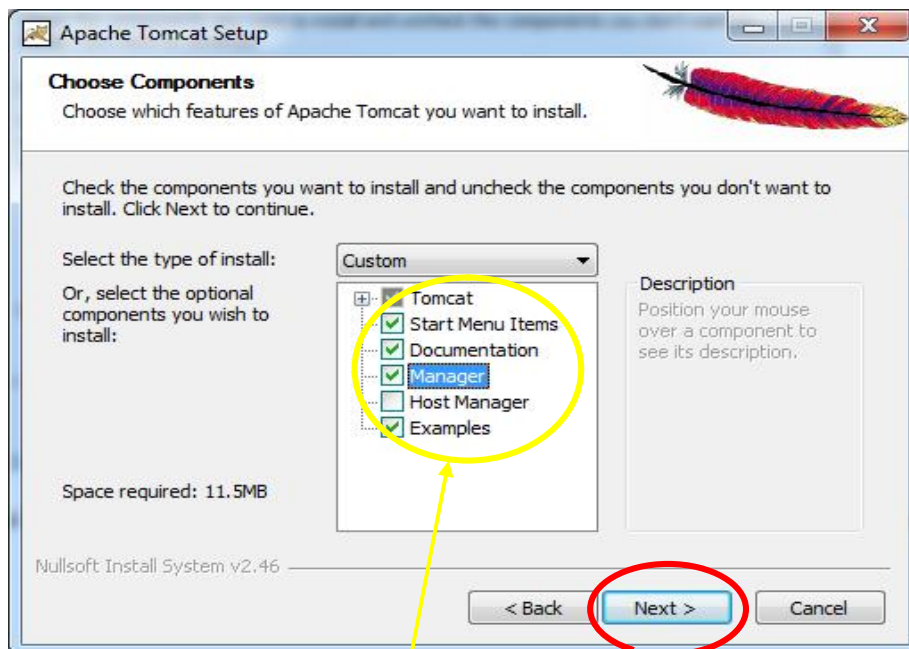 Apache Tomcat Setup
Choose Components
Choose which features of Apache Tomcat you want to install.
Check the components you want to install and uncheck the components you don't want to
install. Click Next to continue.
Select the type of install:
Custom
Or, select the optional
components you wish to
install:
Tomcat
Start Menu Items
Documentation
Manager
Host Manager
Examples
Description
Position your mouse
over a component to
see its description.
Space required: 11.5MB
Nullsoft Install System v2.46
< Back
Next >
Cancel